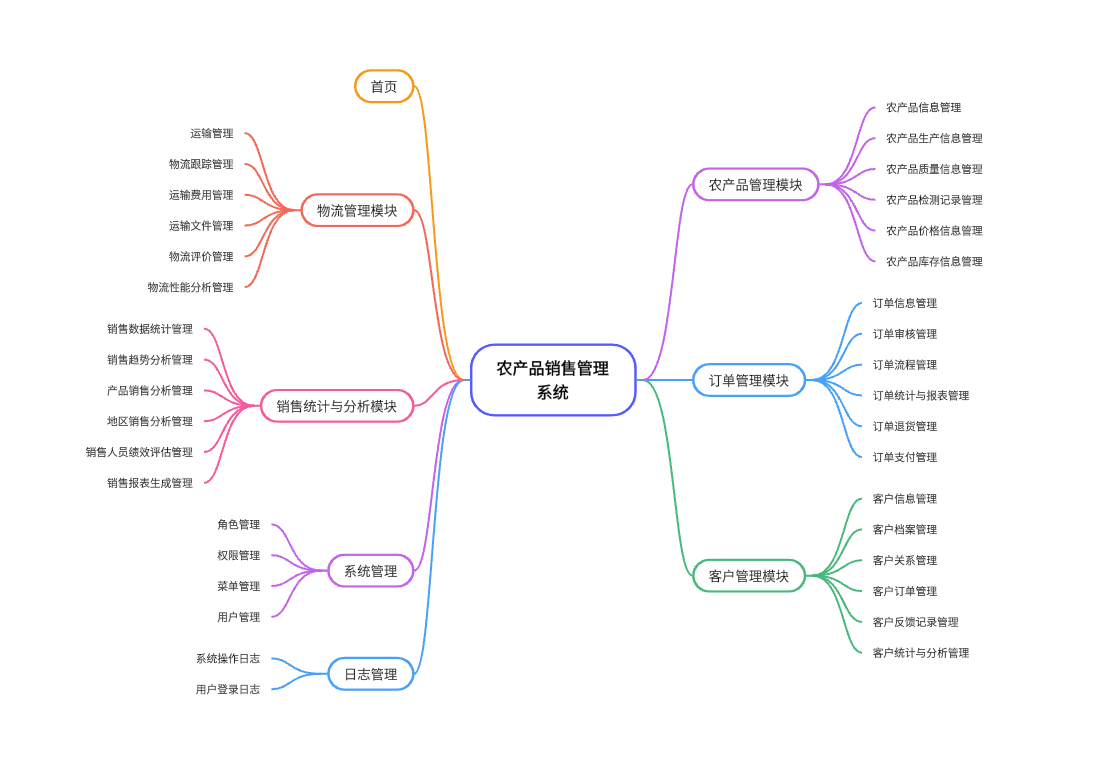 农产品销售管理
系统
首页
物流管理模块
运输管理
物流跟踪管理
运输费用管理
运输文件管理
物流评价管理
物流性能分析管理
销售统计与分析模块
销售数据统计管理
销售趋势分析管理
产品销售分析管理
地区销售分析管理
销售人员绩效评估管理
销售报表生成管理
系统管理
角色管理
权限管理
菜单管理
用户管理
日志管理
系统操作日志
用户登录日志
农产品管理模块
农产品信息管理
农产品生产信息管理
农产品质量信息管理
农产品检测记录管理
农产品价格信息管理
农产品库存信息管理
订单管理模块
订单信息管理
订单审核管理
订单流程管理
订单统计与报表管理
订单退货管理
订单支付管理
客户管理模块
客户信息管理
客户档案管理
客户关系管理
客户订单管理
客户反馈记录管理
客户统计与分析管理